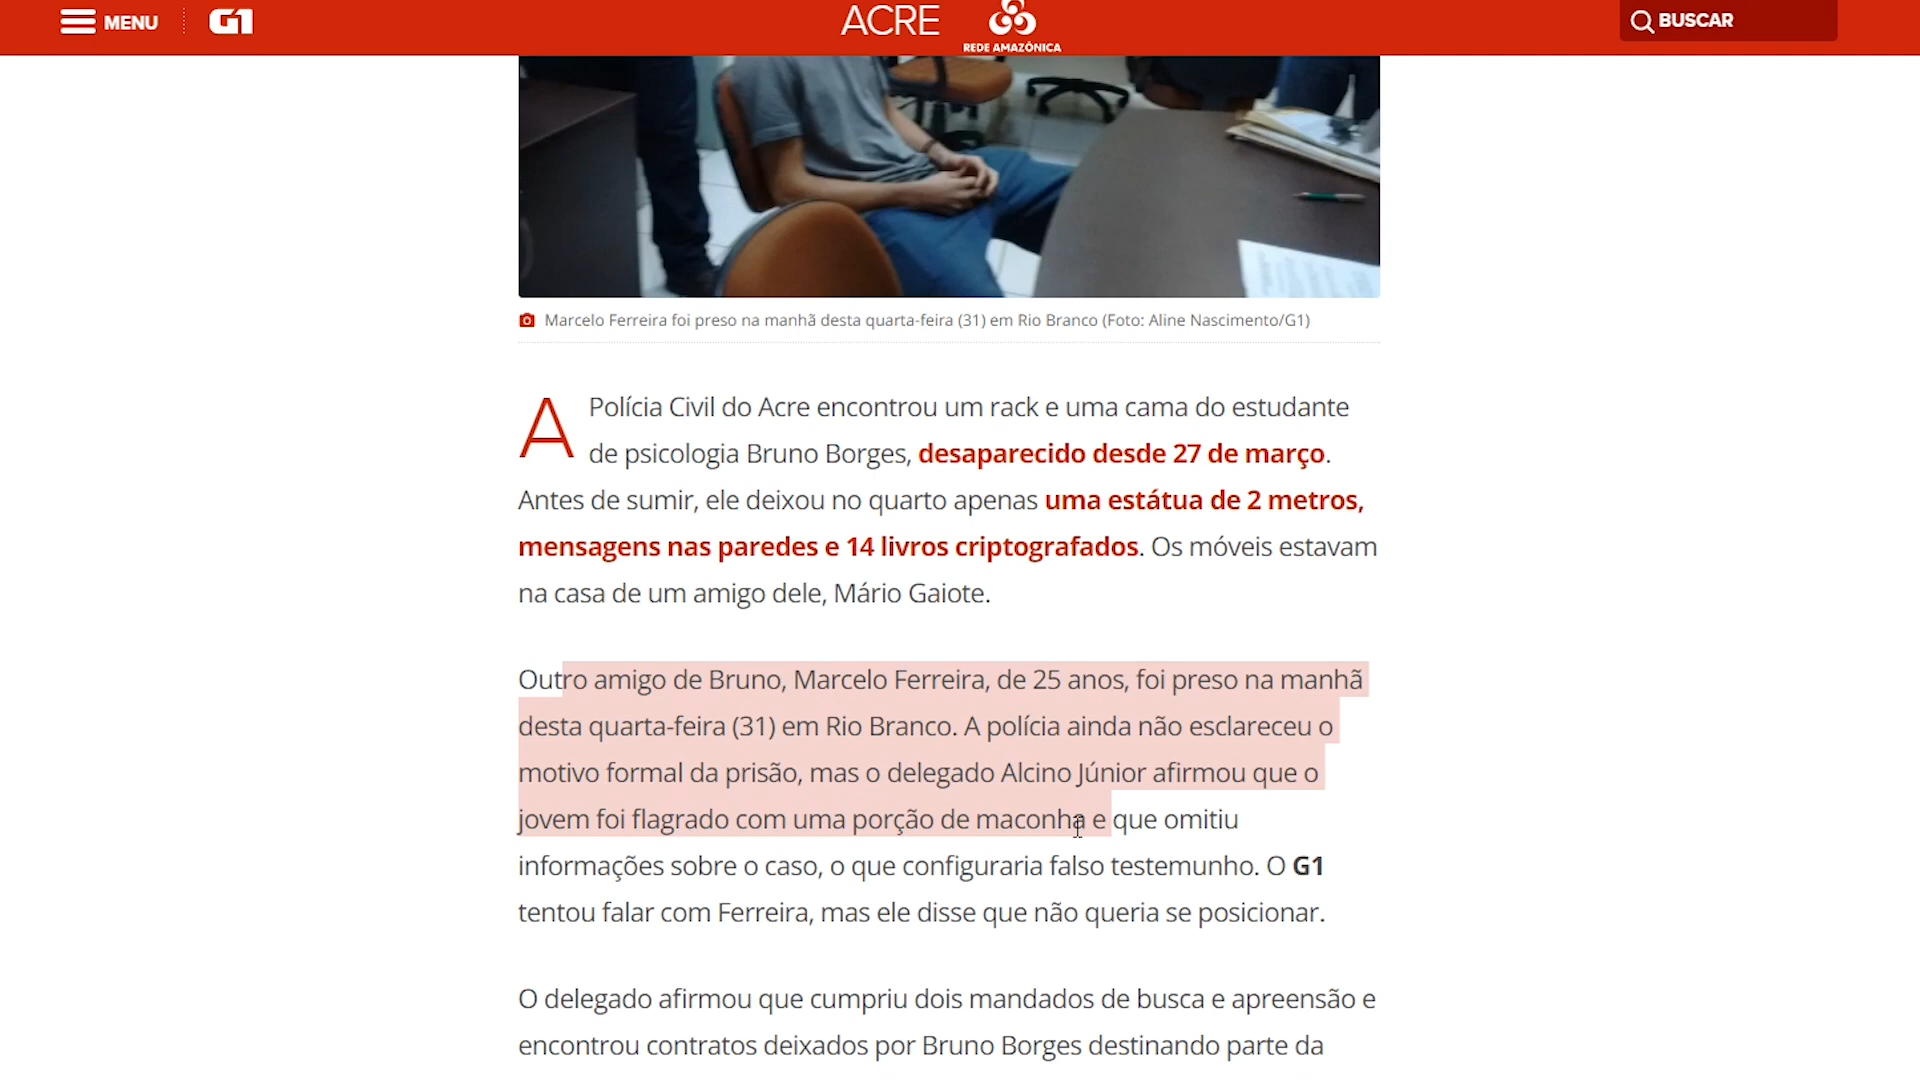 MENU
G1
ACRE
REDE AMAZÔNICA
BUSCAR
Marcelo Ferreira foi preso na manhã desta quarta-feira (31) em Rio Branco (Foto: Aline Nascimento/G1)
A Polícia Civil do Acre encontrou um rack e uma cama do estudante
de psicologia Bruno Borges, desaparecido desde 27 de março.
Antes de sumir, ele deixou no quarto apenas uma estátua de 2 metros,
mensagens nas paredes e 14 livros criptografados. Os móveis estavam
na casa de um amigo dele, Mário Gaiote.
Outro amigo de Bruno, Marcelo Ferreira, de 25 anos, foi preso na manhã
desta quarta-feira (31) em Rio Branco. A polícia ainda não esclareceu o
motivo formal da prisão, mas o delegado Alcino Júnior afirmou que o
jovem foi flagrado com uma porção de maconha e que omitiu
informações sobre o caso, o que configuraria falso testemunho. O G1
tentou falar com Ferreira, mas ele disse que não queria se posicionar.
O delegado afirmou que cumpriu dois mandados de busca e apreensão e
encontrou contratos deixados por Bruno Borges destinando parte da